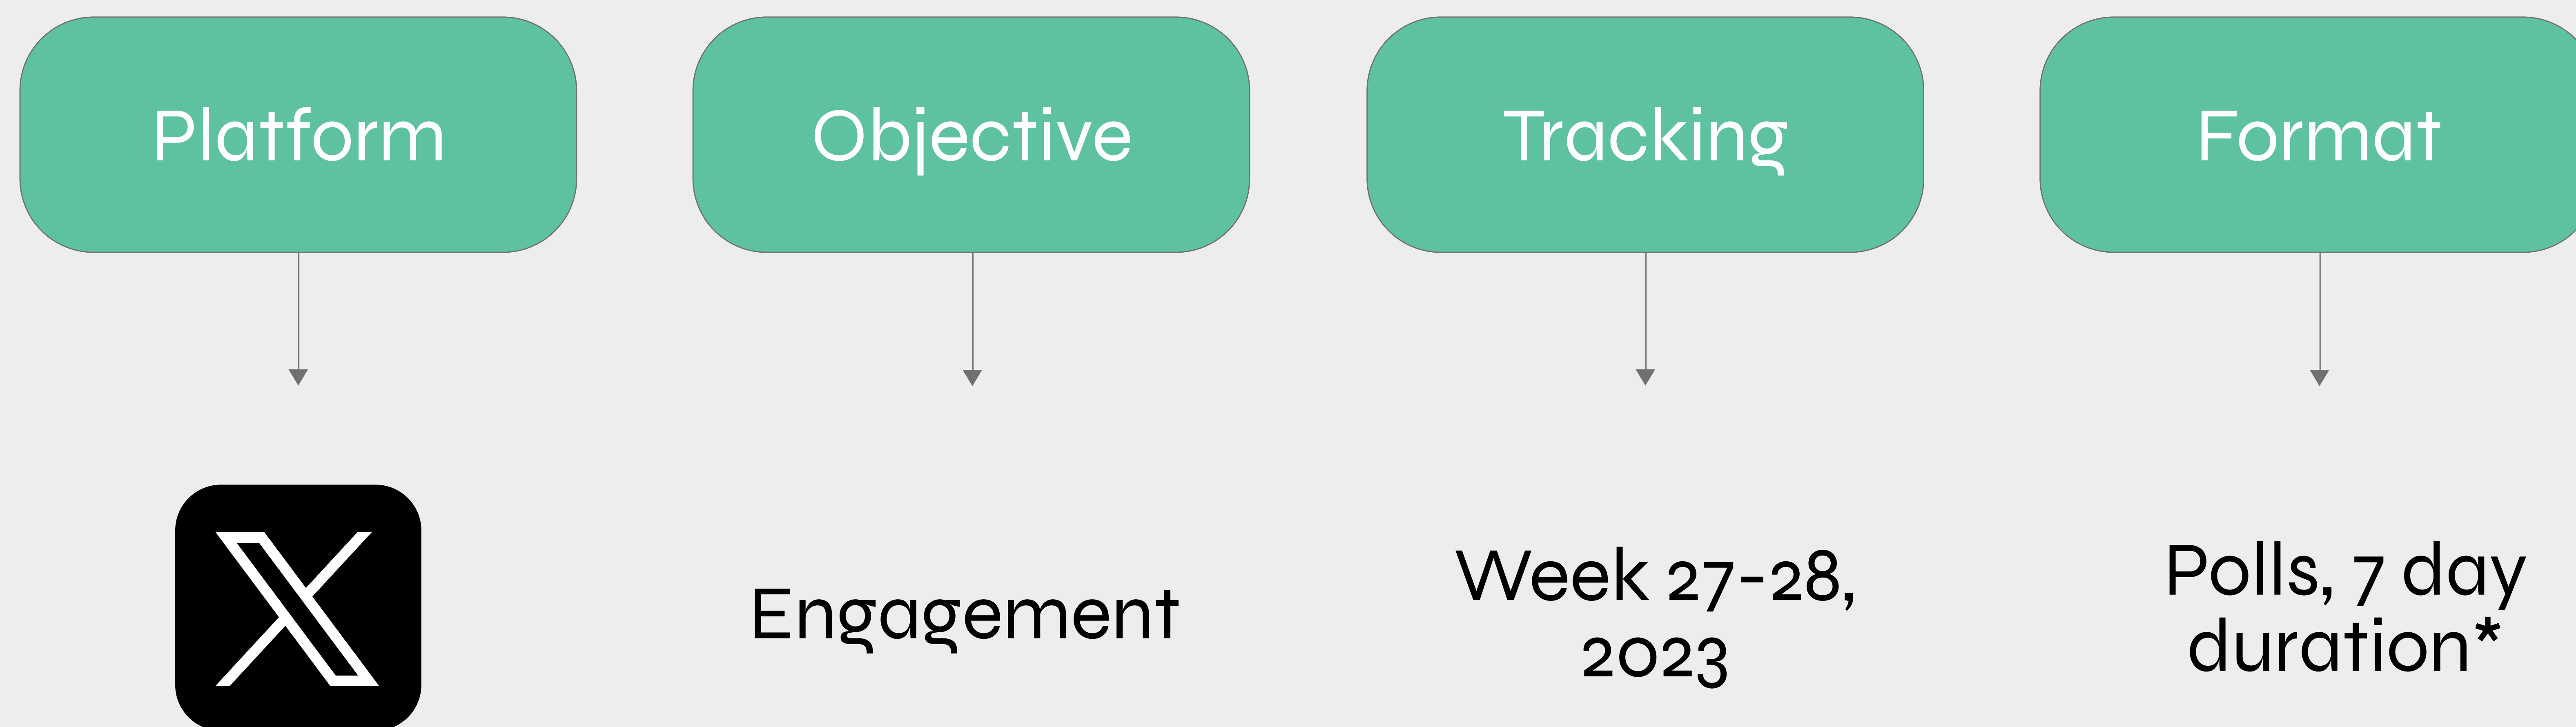 Platform
Objective
Tracking
Format
Engagement
Week 27-28,
2023
Polls, 7 day
duration*